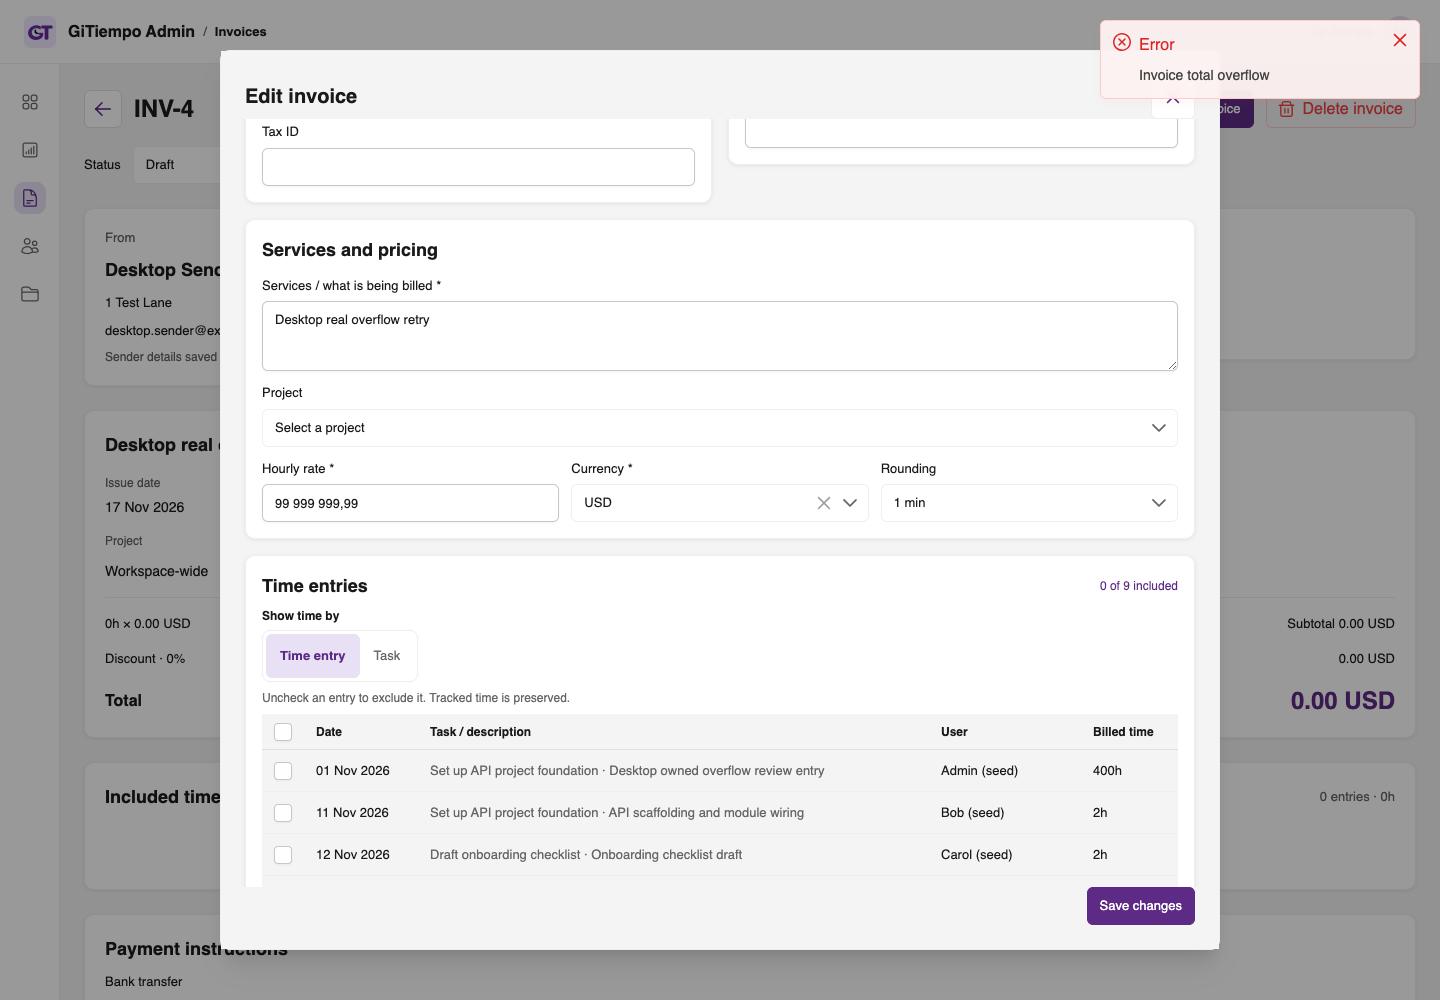 GT GiTiempo Admin / Invoices
Error
Invoice total overflow
INV-4
Delete invoice
Status Draft
From
Desktop Send
1 Test Lane
desktop.sender@ex
Sender details saved
Desktop real
Issue date
17 Nov 2026
Project
Workspace-wide
0h × 0.00 USD
Subtotal 0.00 USD
Discount · 0%
0.00 USD
Total
0.00 USD
Included time
0 entries · 0h
Payment instructions
Bank transfer
Edit invoice
Tax ID
Services and pricing
Services / what is being billed *
Desktop real overflow retry
Project
Select a project
Hourly rate * Currency * Rounding
99 999 999,99 USD 1 min
Time entries 0 of 9 included
Show time by
Time entry Task
Uncheck an entry to exclude it. Tracked time is preserved.
Date Task / description User Billed time
01 Nov 2026 Set up API project foundation · Desktop owned overflow review entry Admin (seed) 400h
11 Nov 2026 Set up API project foundation · API scaffolding and module wiring Bob (seed) 2h
12 Nov 2026 Draft onboarding checklist · Onboarding checklist draft Carol (seed) 2h
Save changes